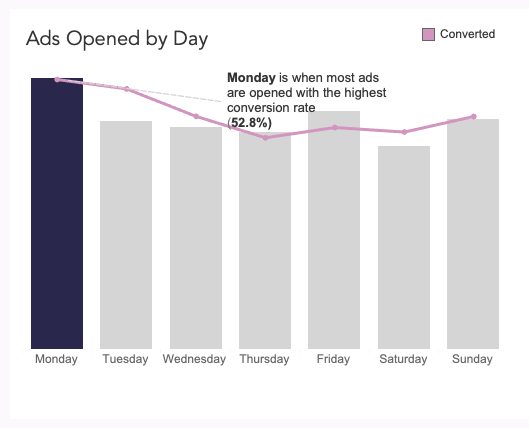 Ads Opened by Day
Converted
Monday is when most ads
are opened with the highest
conversion rate
(52.8%)
Monday Tuesday Wednesday Thursday Friday Saturday Sunday